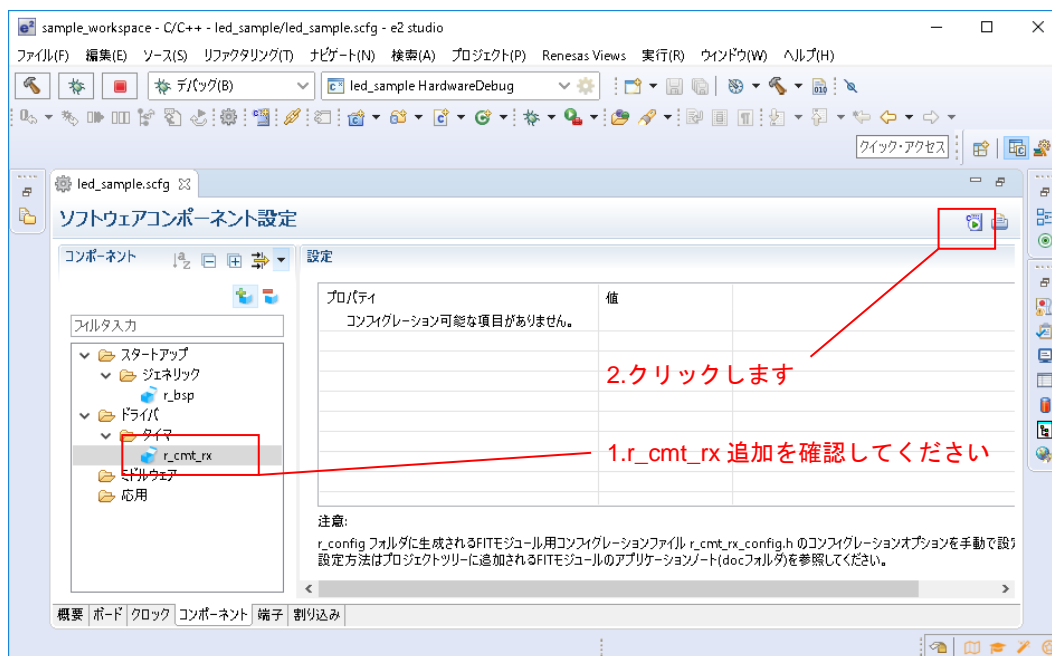 sample_workspace - C/C++ - led_sample/led_sample.scfg - e2 studio
ファイル(F) 編集(E) ソース(S) リファクタリング(T) ナビゲート(N) 検索(A) プロジェクト(P) Renesas Views 実行(R) ウィンドウ(W) ヘルプ(H)
デバッグ(B) led_sample HardwareDebug
クイック・アクセス
led_sample.scfg
ソフトウェアコンポーネント設定
コンポーネント
設定
フィルタ入力
スタートアップ
ジェネリック
r_bsp
ドライバ
タイマ
r_cmt_rx
ミドルウェア
応用
プロパティ 値
コンフィグレーション可能な項目がありません。
2.クリックします
1.r_cmt_rx 追加を確認してください
注意:
r_config フォルダに生成されるFITモジュール用コンフィグレーションファイル r_cmt_rx_config.h のコンフィグレーションオプションを手動で設
設定方法はプロジェクトツリーに追加されるFITモジュールのアプリケーションノート(docフォルダ)を参照してください。
概要 ボード クロック コンポーネント 端子 割り込み